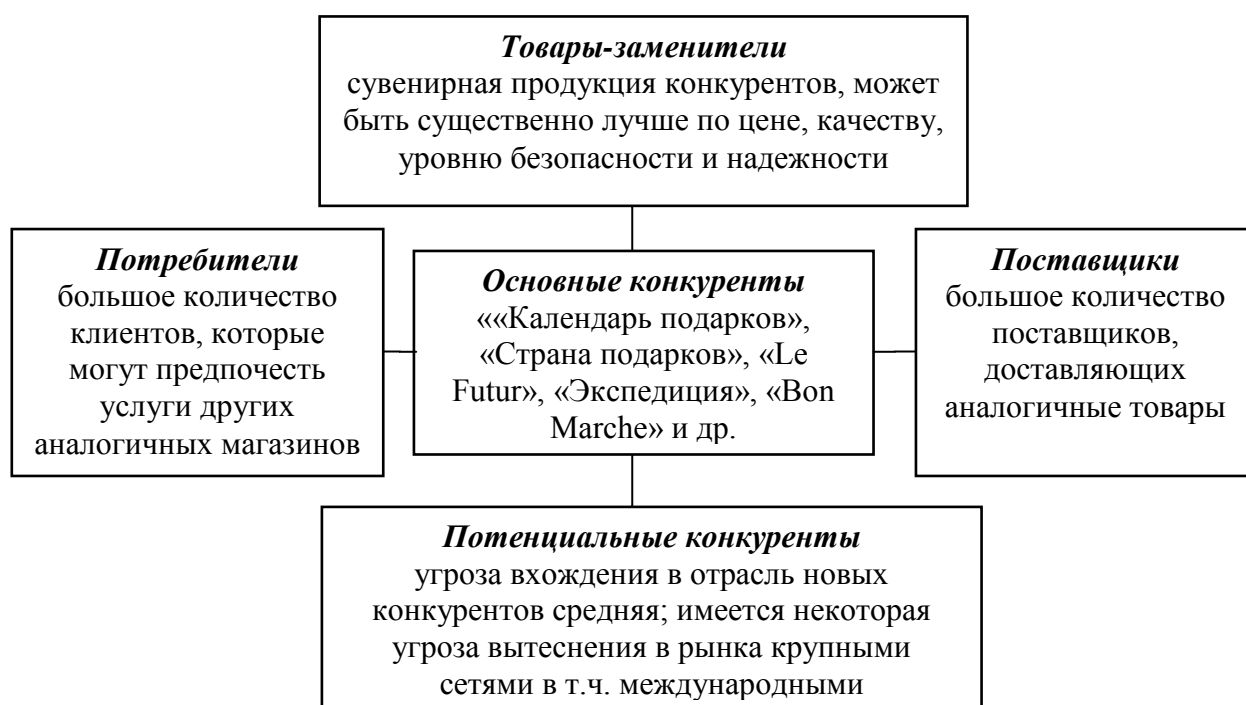 Товары-заменители
сувенирная продукция конкурентов, может
быть существенно лучше по цене, качеству,
уровню безопасности и надежности
Потребители
большое количество
клиентов, которые
могут предпочесть
услуги других
аналогичных магазинов
Основные конкуренты
««Календарь подарков»,
«Страна подарков», «Le
Futur», «Экспедиция», «Bon
Marche» и др.
Поставщики
большое количество
поставщиков,
доставляющих
аналогичные товары
Потенциальные конкуренты
угроза вхождения в отрасль новых
конкурентов средняя; имеется некоторая
угроза вытеснения в рынка крупными
сетями в т.ч. международными